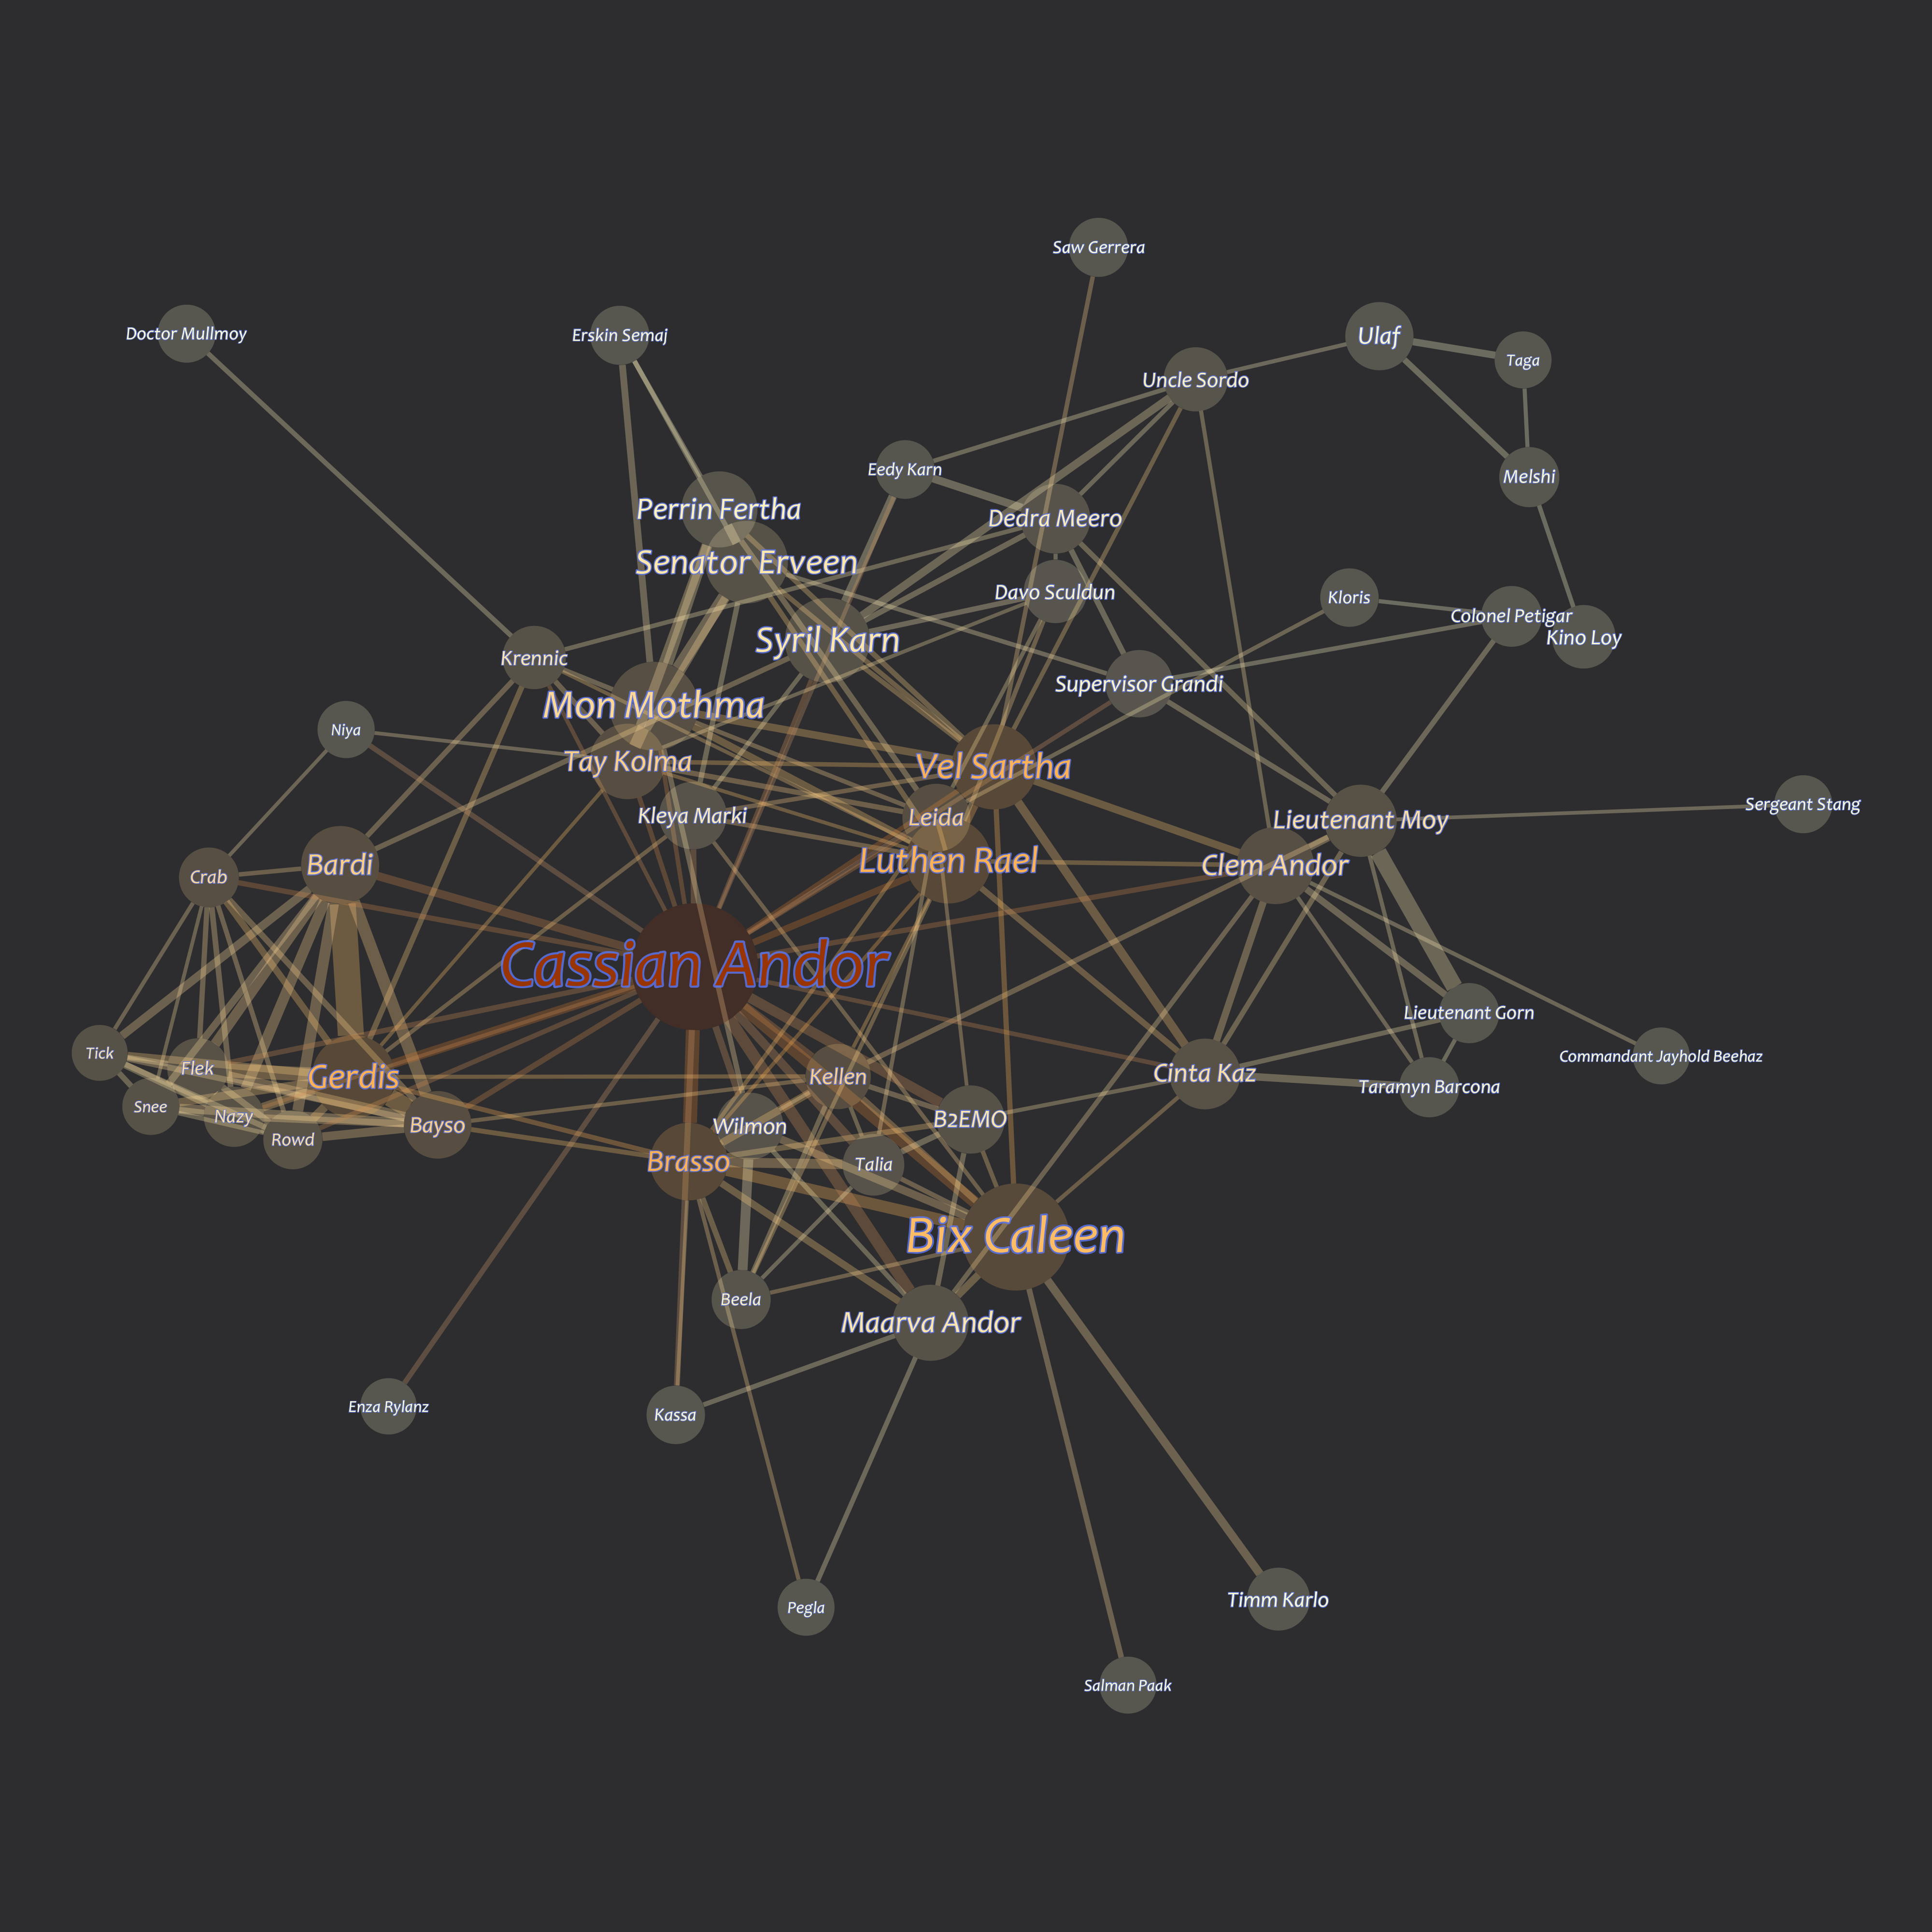 Saw Gerrera
Doctor Mullmoy
Erskin Semaj
Ulaf
Taga
Uncle Sordo
Eedy Karn
Melshi
Perrin Fertha
Dedra Meero
Senator Erveen
Davo Sculdun
Kloris
Colonel Petigar
Kino Loy
Syril Karn
Krennic
Supervisor Grandi
Mon Mothma
Niya
Tay Kolma
Vel Sartha
Sergeant Stang
Kleya Marki
Leida
Lieutenant Moy
Luthen Rael
Bardi
Clem Andor
Crab
Cassian Andor
Lieutenant Gorn
Tick
Flek
Commandant Jayhold Beehaz
Gerdis
Kellen
Cinta Kaz
Taramyn Barcona
Snee
Nazy
Bayso
Wilmon
B2EMO
Rowd
Brasso
Talia
Bix Caleen
Beela
Maarva Andor
Enza Rylanz
Kassa
Timm Karlo
Pegla
Salman Paak